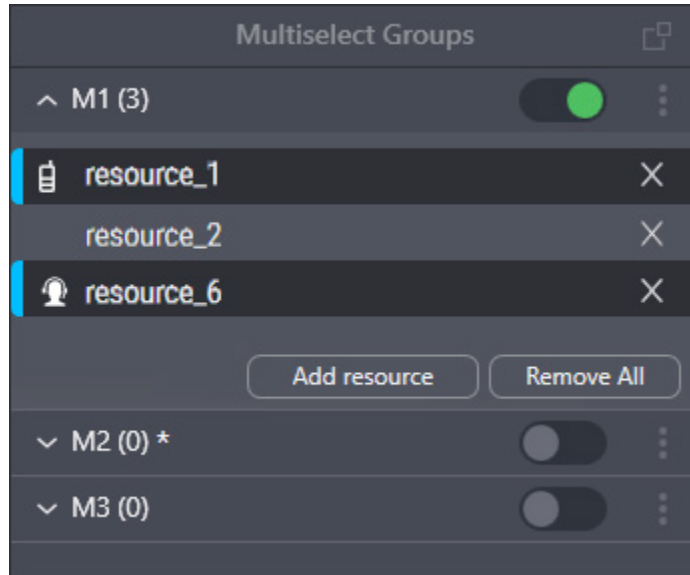 Multiselect Groups
M1 (3)
resource_1
resource_2
resource_6
Add resource Remove All
M2 (0) *
M3 (0)